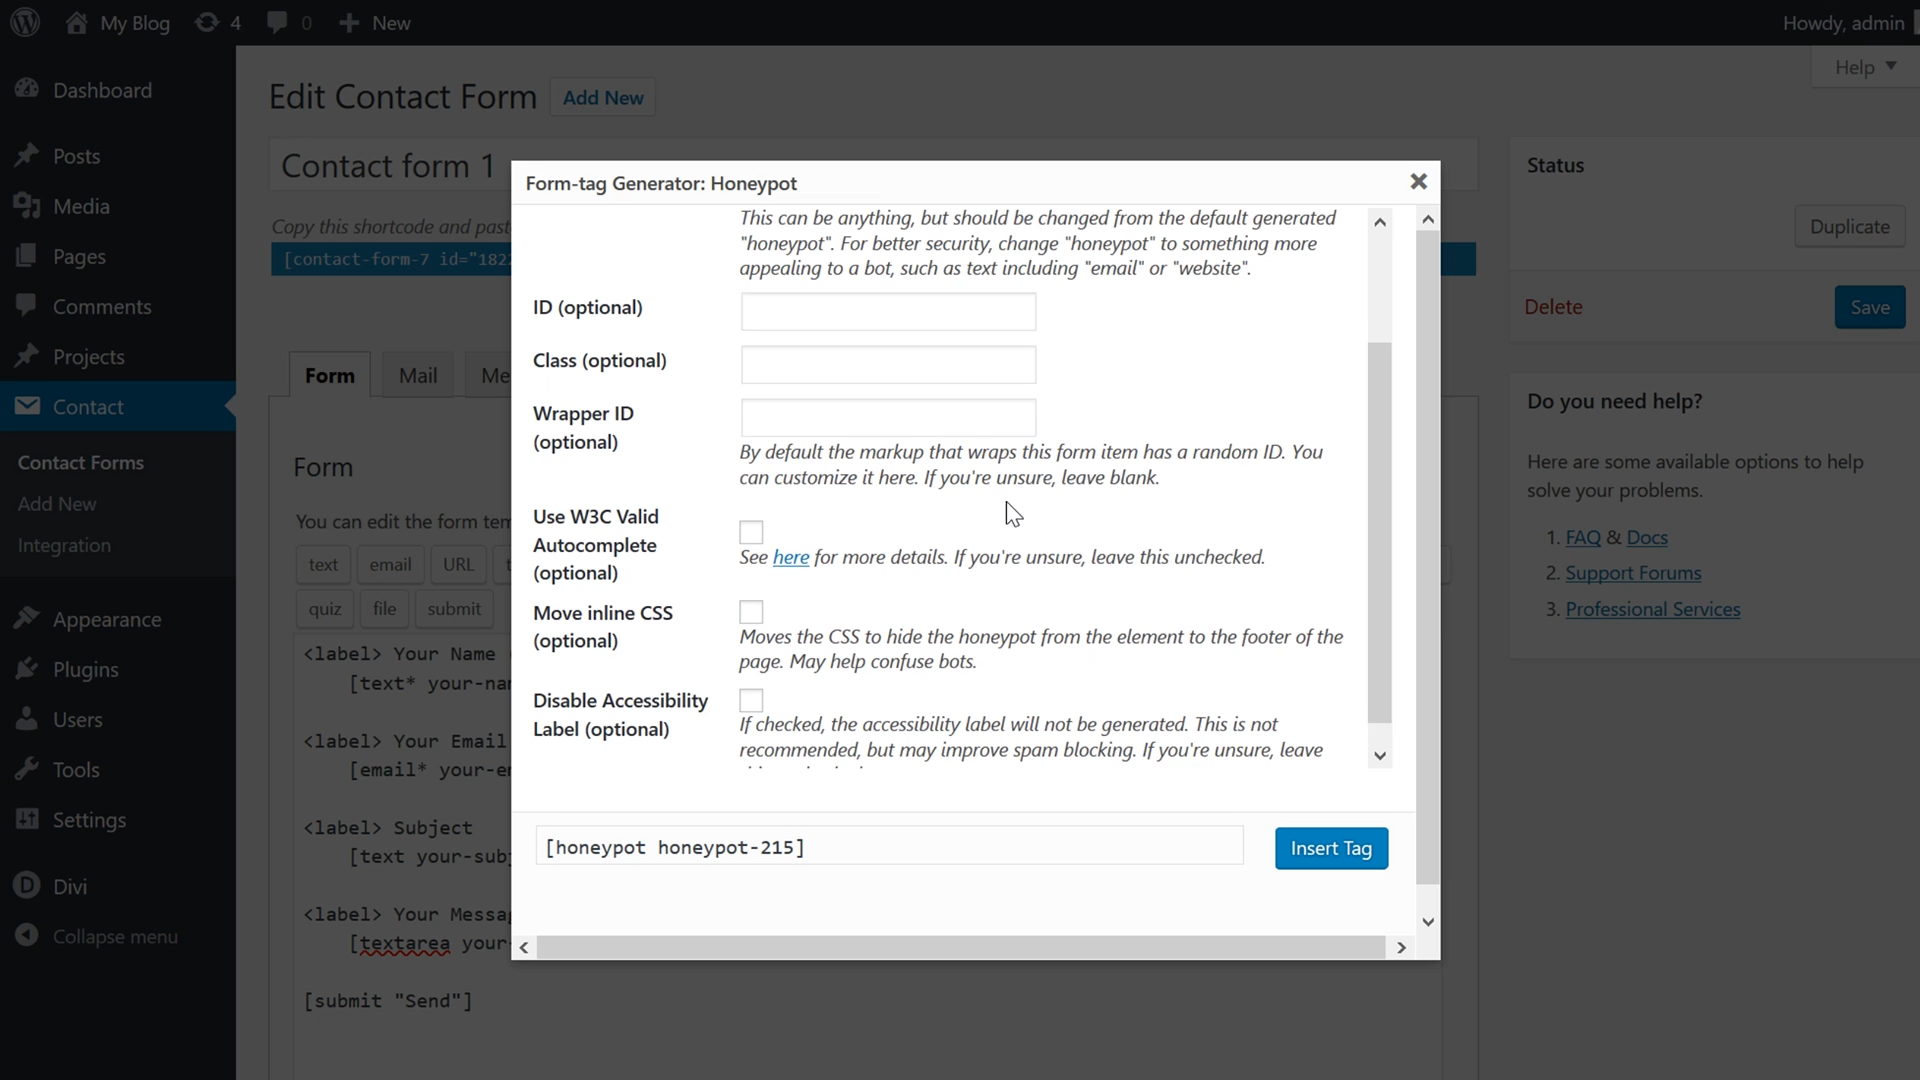 My Blog 4 0 New Howdy, admin
Help
Dashboard
Posts
Media
Pages
Comments
Projects
Contact
Contact Forms
Add New
Integration
Appearance
Plugins
Users
Tools
Settings
Divi
Collapse menu
Edit Contact Form Add New
Contact form 1
Copy this shortcode and past
[contact-form-7 id="182
Form Mail Me
Form
You can edit the form tem
text email URL t
quiz file submit
<label> Your Name
[text* your-nam
<label> Your Email
[email* your-em
<label> Subject
[text your-subj
<label> Your Messag
[textarea your-
[submit "Send"]
Form-tag Generator: Honeypot
This can be anything, but should be changed from the default generated
"honeypot". For better security, change "honeypot" to something more
appealing to a bot, such as text including "email" or "website".
ID (optional)
Class (optional)
Wrapper ID
(optional)
By default the markup that wraps this form item has a random ID. You
can customize it here. If you're unsure, leave blank.
Use W3C Valid
Autocomplete
(optional)
See here for more details. If you're unsure, leave this unchecked.
Move inline CSS
(optional)
Moves the CSS to hide the honeypot from the element to the footer of the
page. May help confuse bots.
Disable Accessibility
Label (optional)
If checked, the accessibility label will not be generated. This is not
recommended, but may improve spam blocking. If you're unsure, leave
[honeypot honeypot-215]
Insert Tag
Status
Duplicate
Delete Save
Do you need help?
Here are some available options to help
solve your problems.
1. FAQ & Docs
2. Support Forums
3. Professional Services